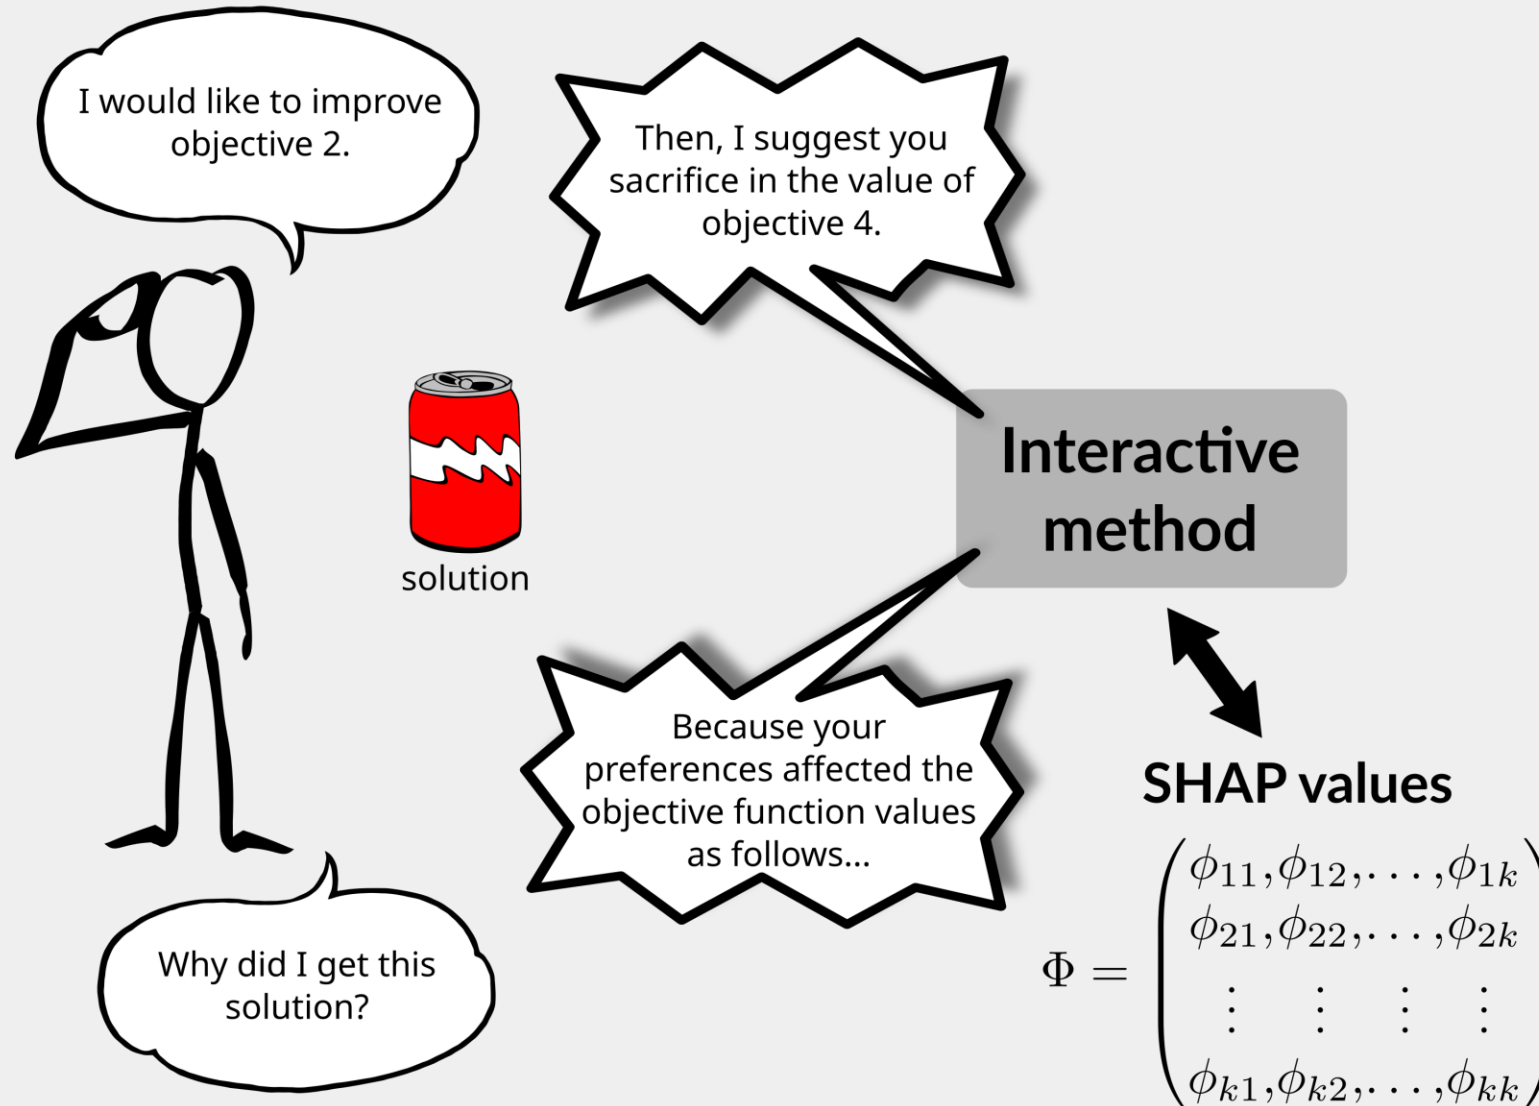 I would like to improve
objective 2.
Then, I suggest you
sacrifice in the value of
objective 4.
solution
Interactive
method
Because your
preferences affected the
objective function values
as follows...
SHAP values
Why did I get this
solution?
Φ =
ϕ11,ϕ12,...,ϕ1k
ϕ21,ϕ22,...,ϕ2k
⋮ ⋮ ⋮ ⋮
ϕk1,ϕk2,...,ϕkk